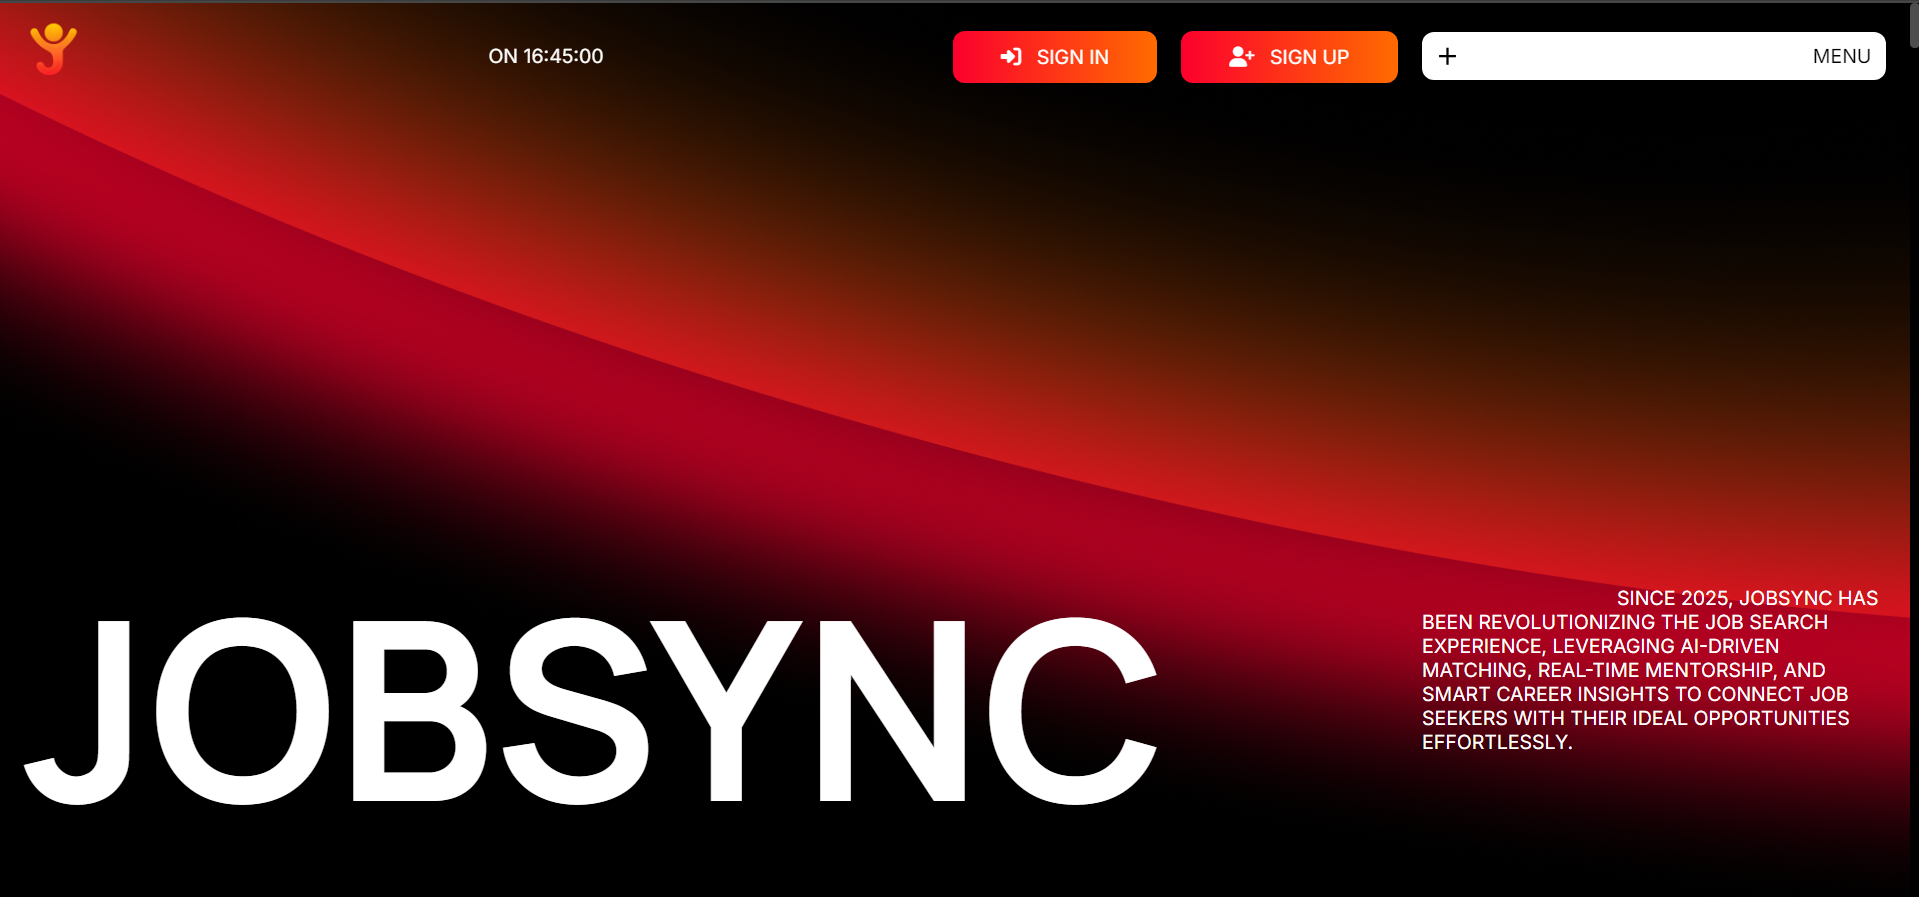 ON 16:45:00
SIGN IN
SIGN UP
+ MENU
JOBSYNC
SINCE 2025, JOBSYNC HAS
BEEN REVOLUTIONIZING THE JOB SEARCH
EXPERIENCE, LEVERAGING AI-DRIVEN
MATCHING, REAL-TIME MENTORSHIP, AND
SMART CAREER INSIGHTS TO CONNECT JOB
SEEKERS WITH THEIR IDEAL OPPORTUNITIES
EFFORTLESSLY.